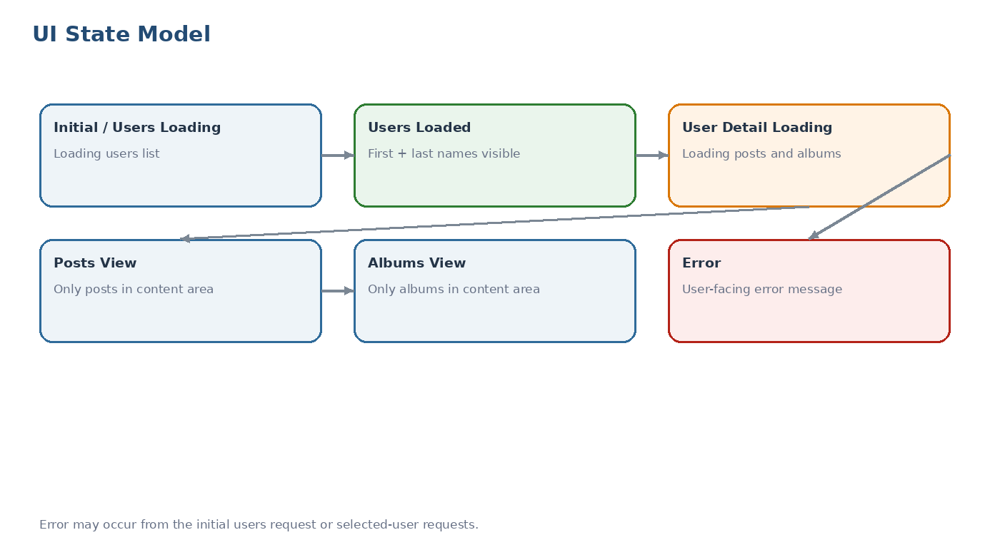 UI State Model
Initial / Users Loading
Loading users list
Users Loaded
First + last names visible
User Detail Loading
Loading posts and albums
Posts View
Only posts in content area
Albums View
Only albums in content area
Error
User-facing error message
Error may occur from the initial users request or selected-user requests.